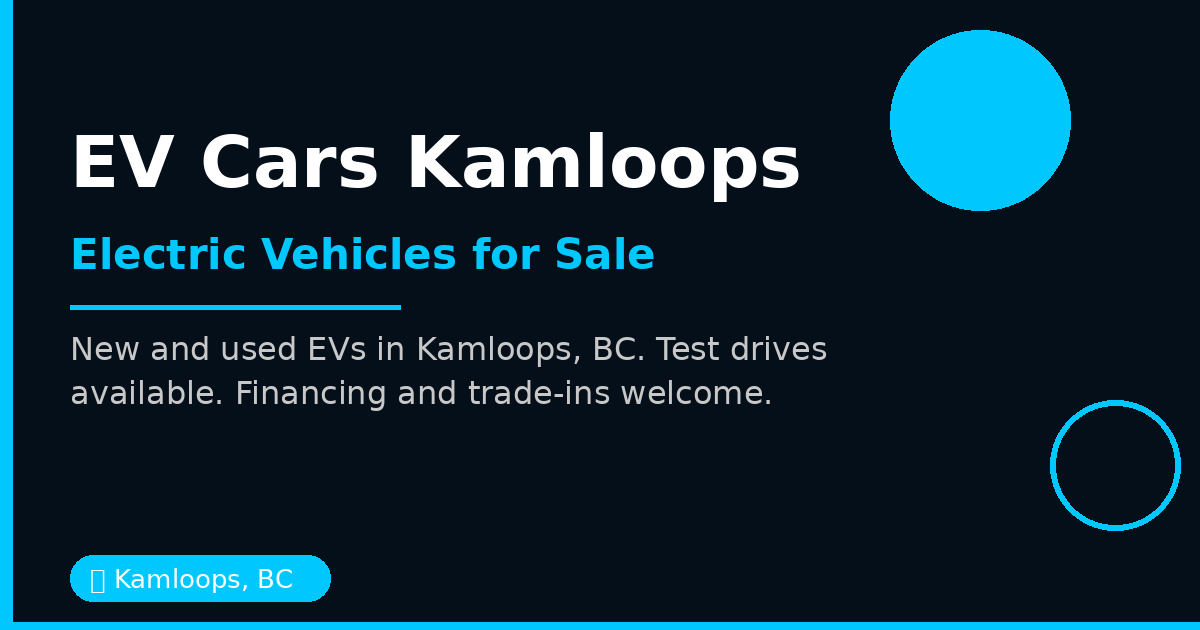 EV Cars Kamloops
Electric Vehicles for Sale
New and used EVs in Kamloops, BC. Test drives
available. Financing and trade-ins welcome.
Kamloops, BC